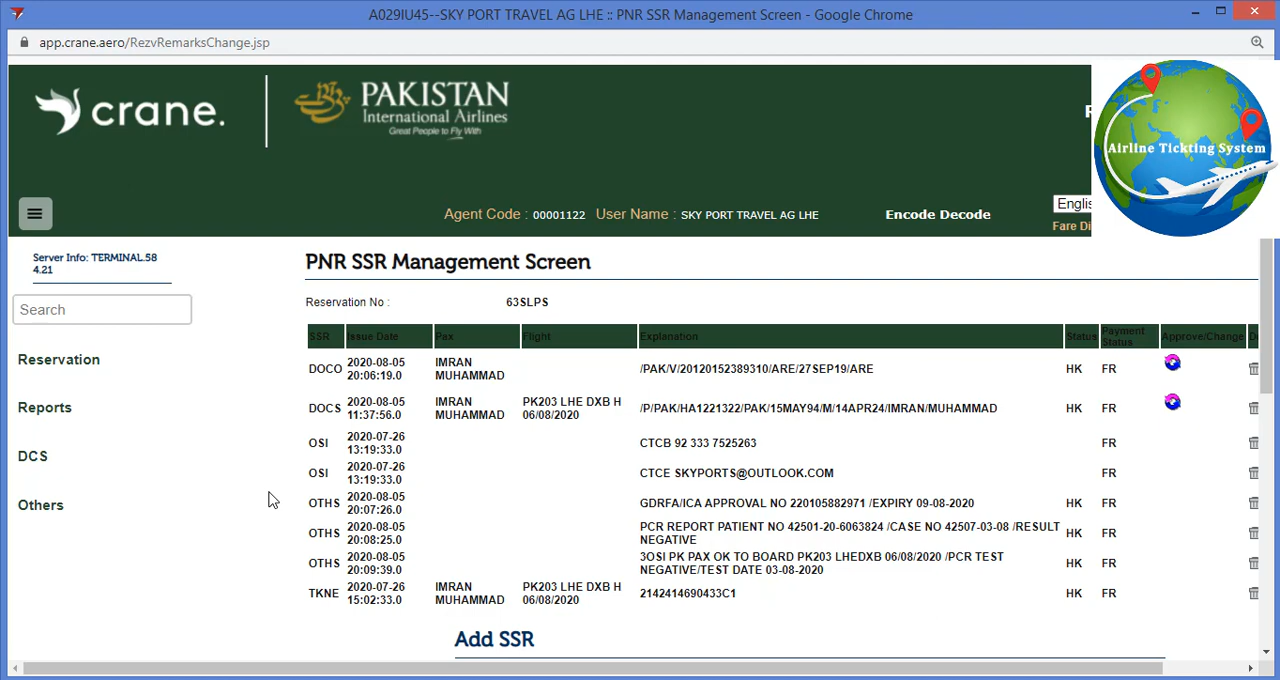 A029IU45--SKY PORT TRAVEL AG LHE :: PNR SSR Management Screen - Google Chrome
app.crane.aero/RezvRemarksChange.jsp
crane.
PAKISTAN
International Airlines
Great People to Fly With
Airline Tickting System
Agent Code : 00001122 User Name : SKY PORT TRAVEL AG LHE Encode Decode Englis
Fare Di
Server Info: TERMINAL.58
4.21
Search
Reservation
Reports
DCS
Others
PNR SSR Management Screen
Reservation No : 63SLPS
SSR Issue Date Pax Flight Explanation Status Payment Status Approve/Change D
DOCO 2020-08-05 20:06:19.0 IMRAN MUHAMMAD /PAK/V/20120152389310/ARE/27SEP19/ARE HK FR
DOCS 2020-08-05 11:37:56.0 IMRAN MUHAMMAD PK203 LHE DXB H 06/08/2020 /P/PAK/HA1221322/PAK/15MAY94/M/14APR24/IMRAN/MUHAMMAD HK FR
OSI 2020-07-26 13:19:33.0 CTCB 92 333 7525263 FR
OSI 2020-07-26 13:19:33.0 CTCE SKYPORTS@OUTLOOK.COM FR
OTHS 2020-08-05 20:07:26.0 GDRFA/ICA APPROVAL NO 220105882971 /EXPIRY 09-08-2020 HK FR
OTHS 2020-08-05 20:08:25.0 PCR REPORT PATIENT NO 42501-20-6063824 /CASE NO 42507-03-08 /RESULT NEGATIVE HK FR
OTHS 2020-08-05 20:09:39.0 3OSI PK PAX OK TO BOARD PK203 LHEDXB 06/08/2020 /PCR TEST NEGATIVE/TEST DATE 03-08-2020 HK FR
TKNE 2020-07-26 15:02:33.0 IMRAN MUHAMMAD PK203 LHE DXB H 06/08/2020 2142414690433C1 HK FR
Add SSR